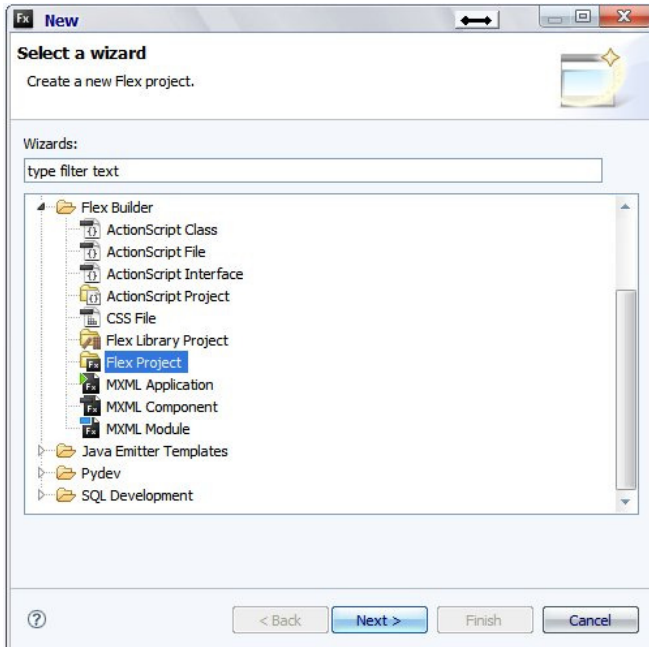 Fx New
Select a wizard
Create a new Flex project.
Wizards:
type filter text
Flex Builder
ActionScript Class
ActionScript File
ActionScript Interface
ActionScript Project
CSS File
Flex Library Project
Flex Project
MXML Application
MXML Component
MXML Module
Java Emitter Templates
Pydev
SQL Development
? < Back Next > Finish Cancel